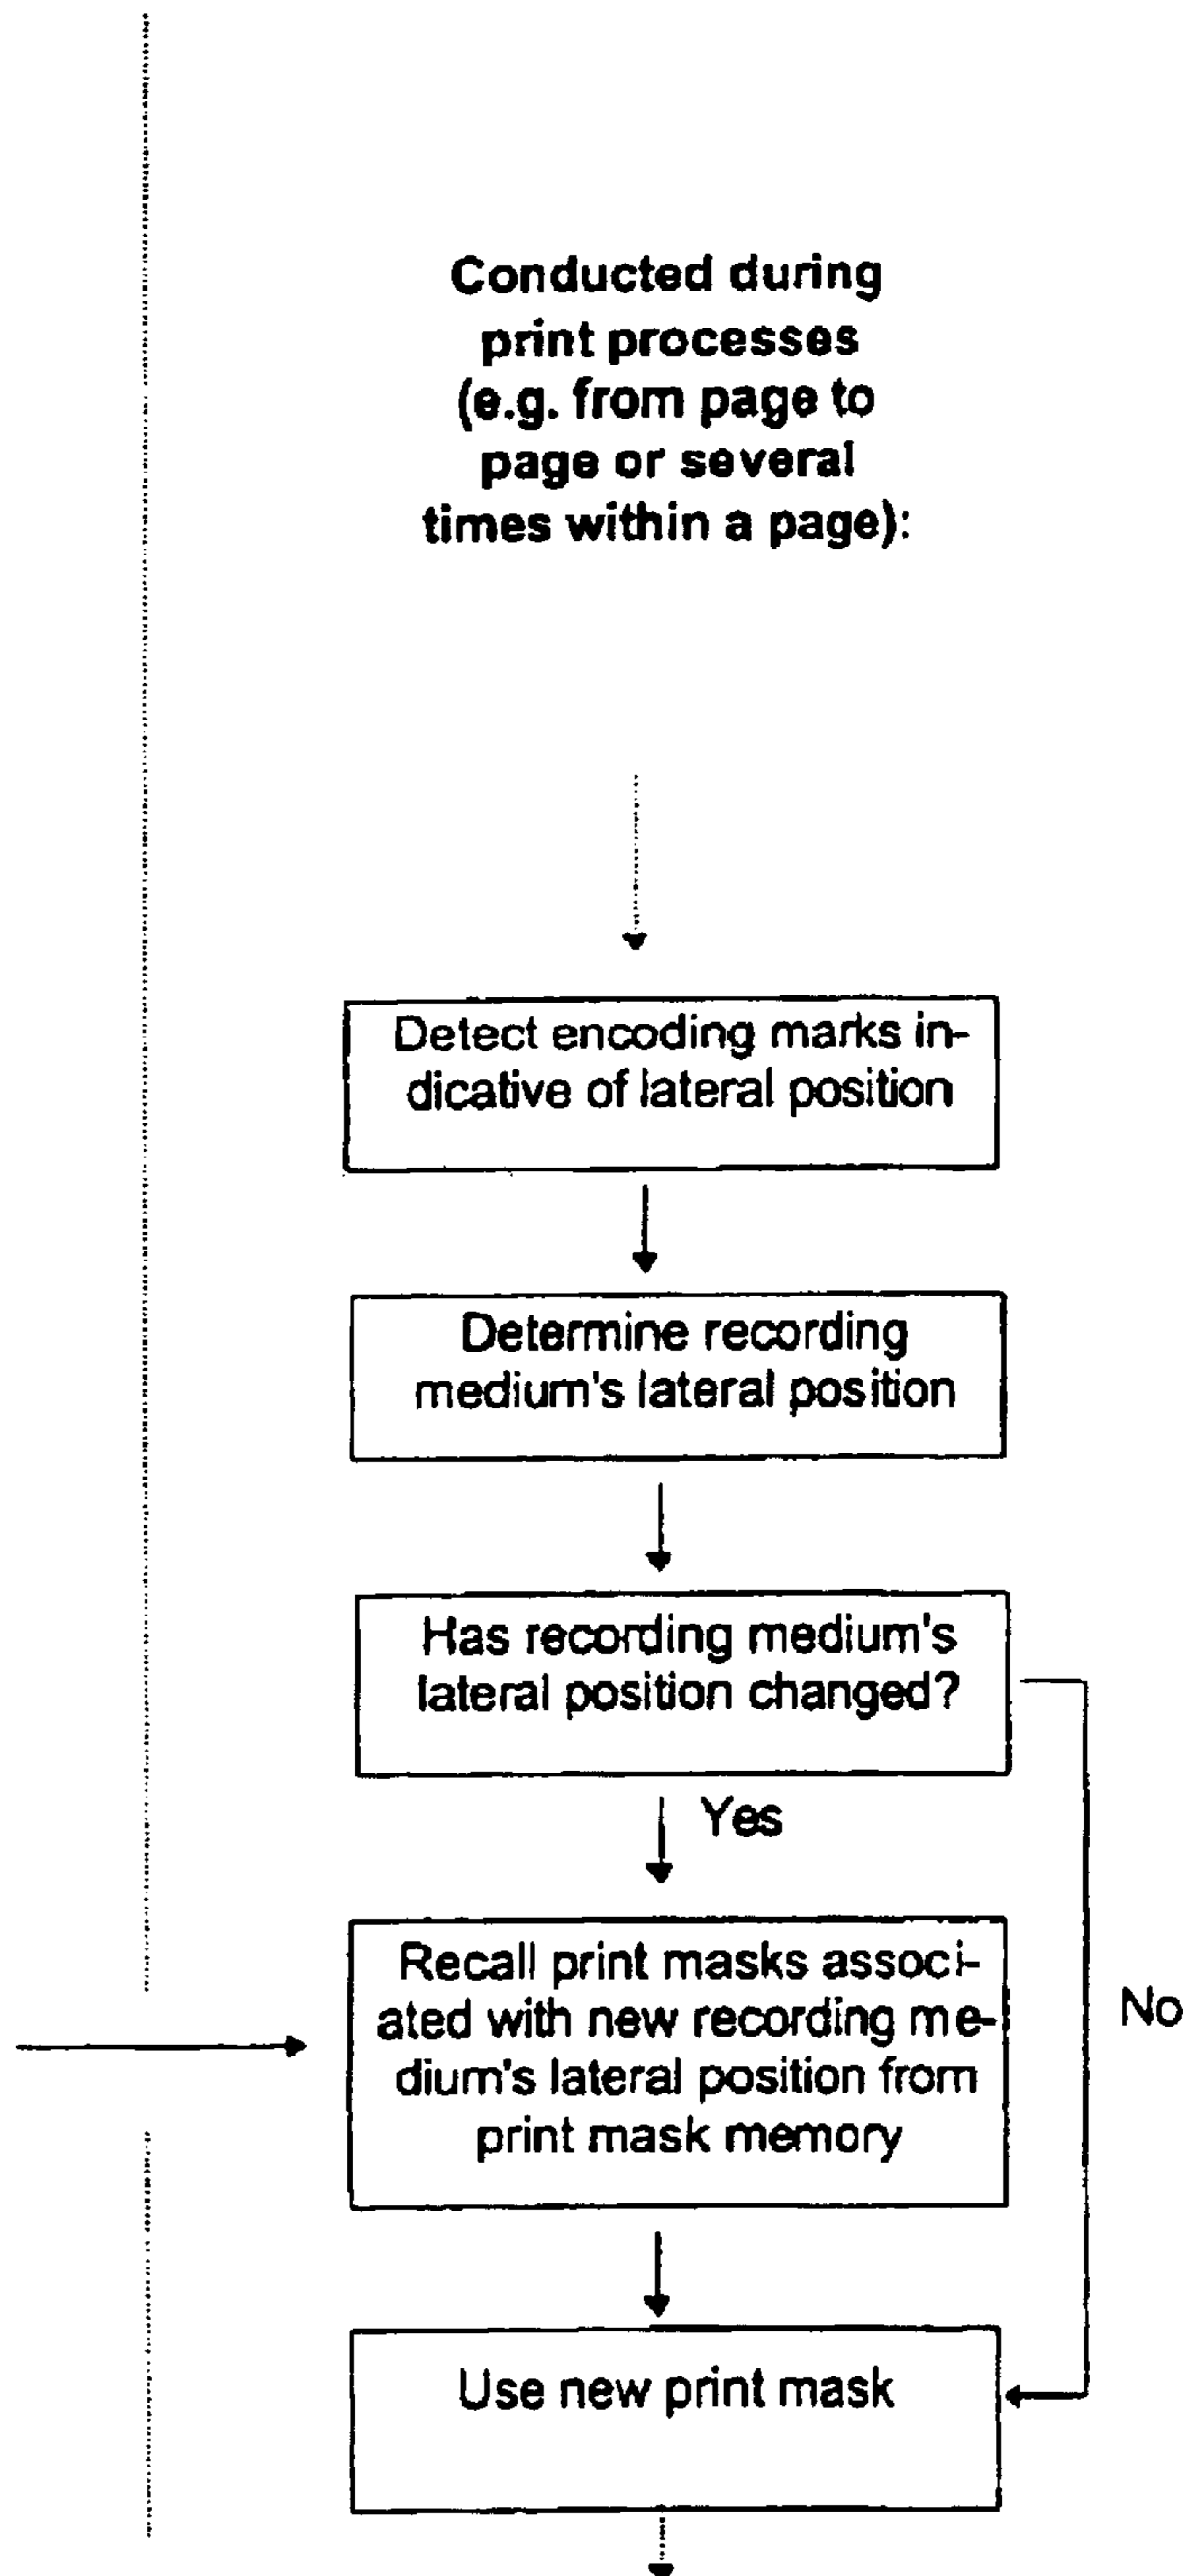 Conducted during
print processes
(e.g. from page to
page or several
times within a page):
Detect encoding marks in-
dicative of lateral position
Determine recording
medium's lateral position
Has recording medium's
lateral position changed?
Yes
Recall print masks associ-
ated with new recording me-
dium's lateral position from
print mask memory
No
Use new print mask